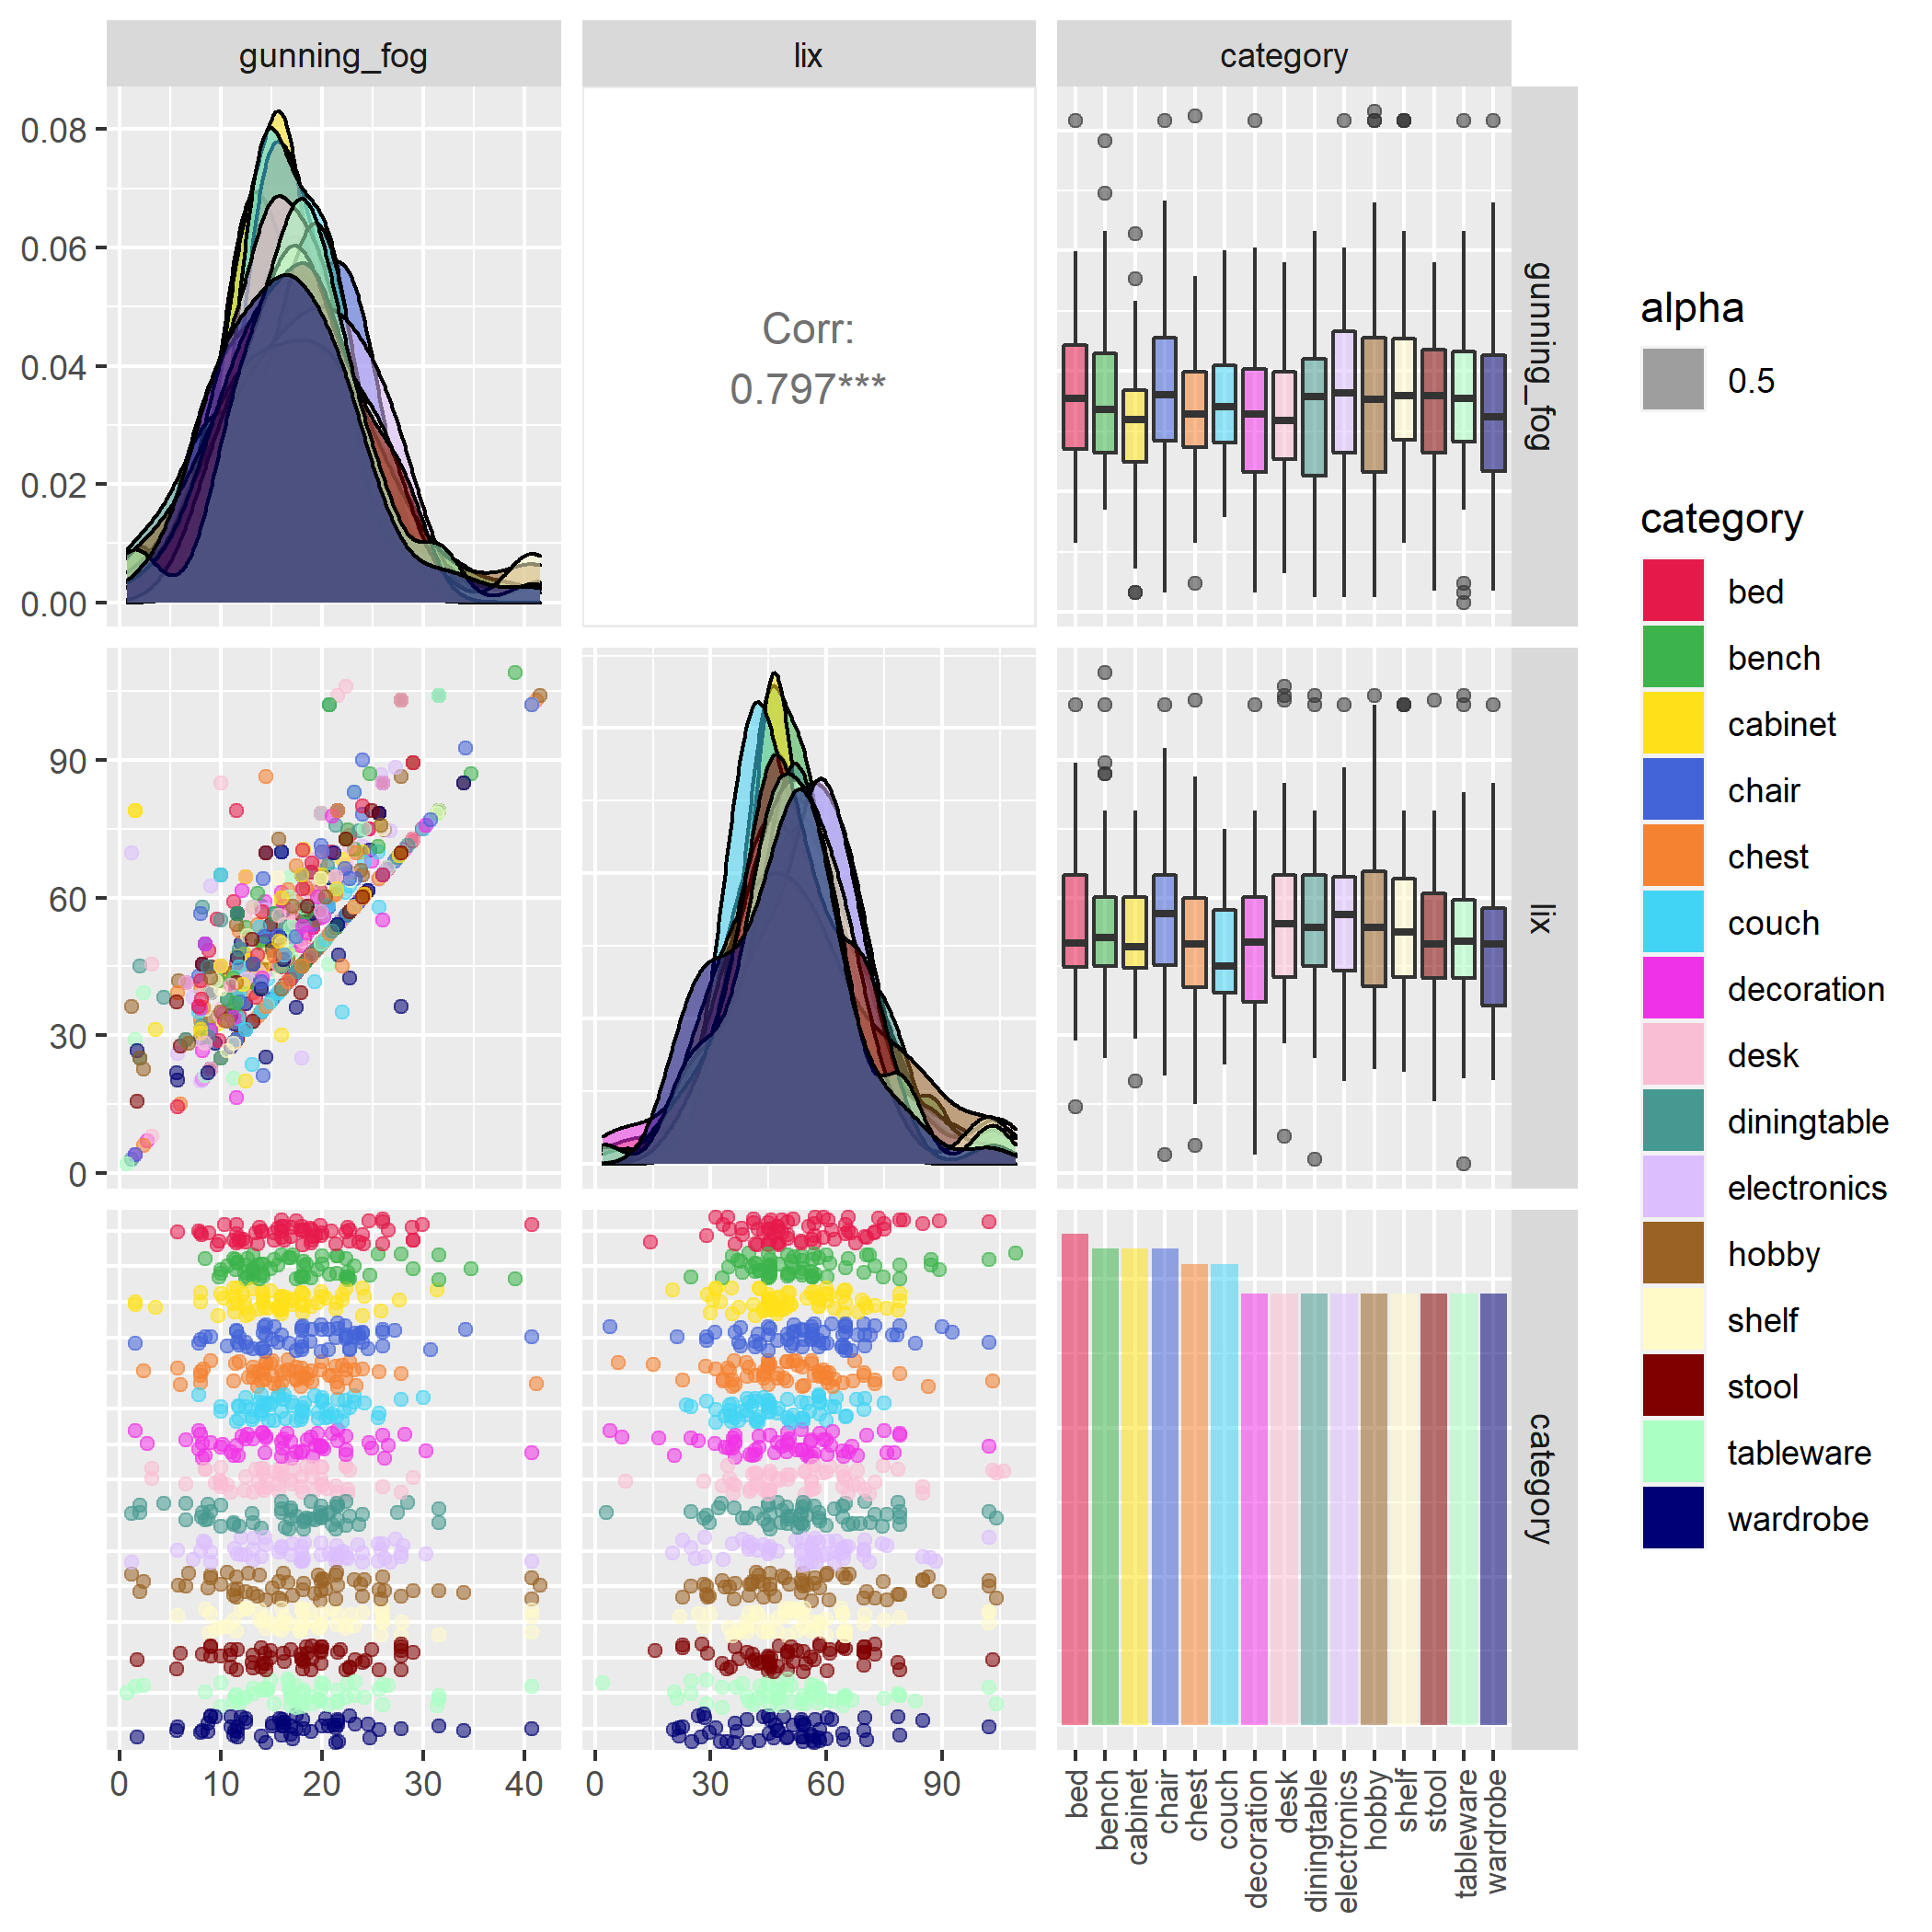 gunning_fog
lix
category
0.08
0.06
0.04
0.02
0.00
Corr:
0.797***
gunning_fog
90
60
30
0
lix
category
0
10
20
30
40
0
30
60
90
bed
bench
cabinet
chair
chest
couch
decoration
desk
diningtable
electronics
hobby
shelf
stool
tableware
wardrobe
alpha
0.5
category
bed
bench
cabinet
chair
chest
couch
decoration
desk
diningtable
electronics
hobby
shelf
stool
tableware
wardrobe